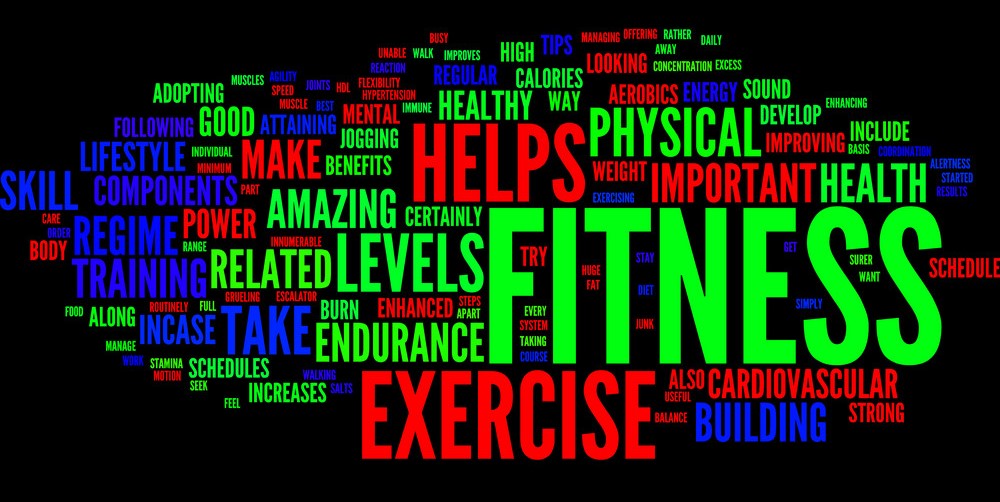 BUSY
MANAGING OFFERING RATHER DAILY
UNABLE WALK IMPROVES HIGH TIPS AWAY
REACTION REGULAR CALORIES LOOKING CONCENTRATION EXCESS
MUSCLES AGILITY JOINTS HDL FLEXIBILITY
ADOPTING SPEED HYPERTENSION HEALTHY WAY AEROBICS ENERGY SOUND
MUSCLE BEST MENTAL IMMUNE DEVELOP ENHANCING
FOLLOWING GOOD ATTAINING JOGGING HELPS PHYSICAL IMPROVING INCLUDE
LIFESTYLE INDIVIDUAL MAKE BENEFITS BASIS COORDINATION
MINIMUM WEIGHT IMPORTANT HEALTH ALERTNESS
SKILL COMPONENTS PART EXERCISING STARTED
RESULTS
CARE AMAZING CERTAINLY
ORDER REGIME POWER FITNESS
BODY RANGE INNUMERABLE LEVELS TRY STAY GET SURER
TRAINING RELATED HUGE WANT SCHEDULE
FAT DIET
GRUELING ESCALATOR
FOOD ALONG ROUTINELY FULL BURN ENHANCED STEPS EVERY SIMPLY
APART
INCASE TAKE ENDURANCE SYSTEM JUNK
MANAGE TAKING
WORK STAMINA SCHEDULES COURSE
MOTION WALKING EXERCISE ALSO CARDIOVASCULAR
SEEK INCREASES SALTS USEFUL
FEEL BALANCE BUILDING STRONG